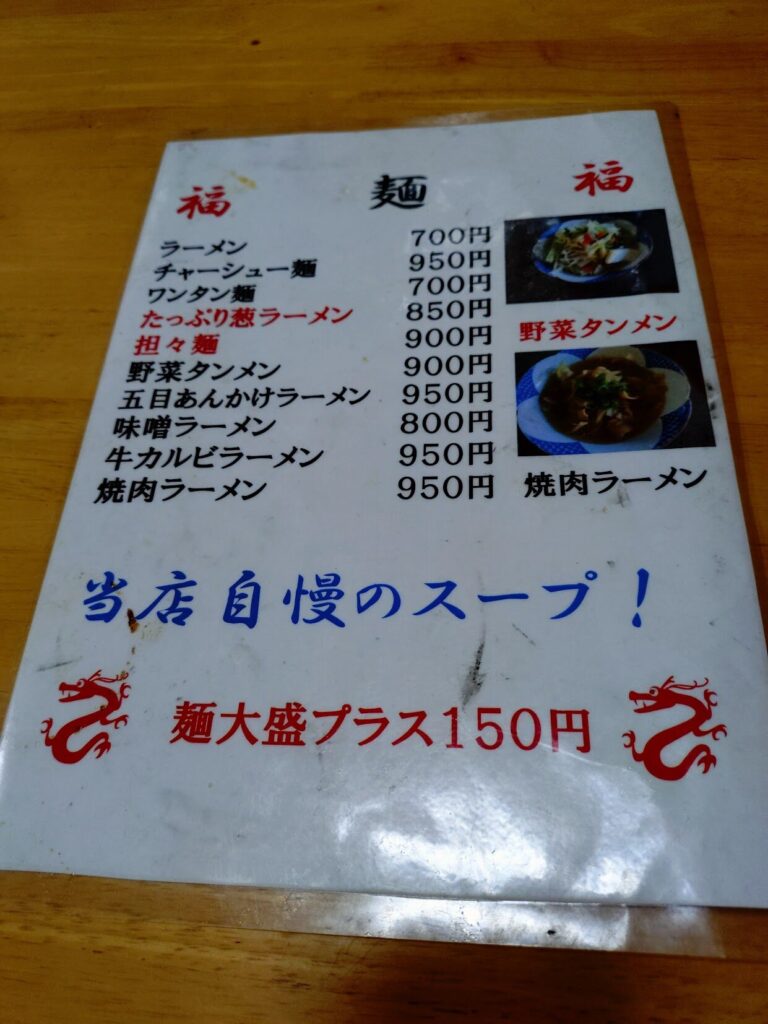 福 麺 福
ラーメン 700円
チャーシュー麺 950円
ワンタン麺 700円
たっぷり葱ラーメン 850円
担々麺 900円
野菜タンメン 900円
五目あんかけラーメン 950円
味噌ラーメン 800円
牛カルビラーメン 950円
焼肉ラーメン 950円
野菜タンメン
焼肉ラーメン
当店自慢のスープ!
麺大盛プラス150円